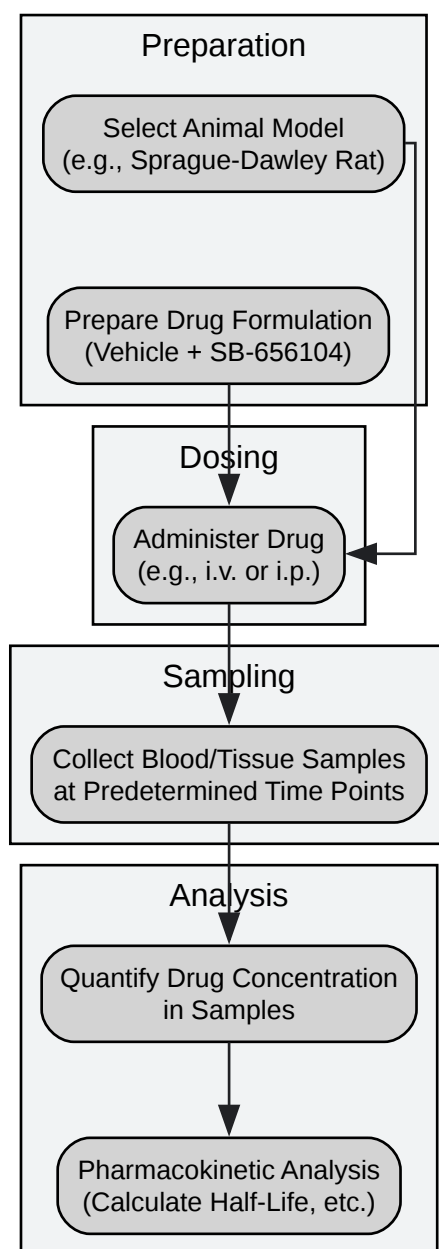 Preparation
Select Animal Model
(e.g., Sprague-Dawley Rat)
Prepare Drug Formulation
(Vehicle + SB-656104)
Dosing
Administer Drug
(e.g., i.v. or i.p.)
Sampling
Collect Blood/Tissue Samples
at Predetermined Time Points
Analysis
Quantify Drug Concentration
in Samples
Pharmacokinetic Analysis
(Calculate Half-Life, etc.)